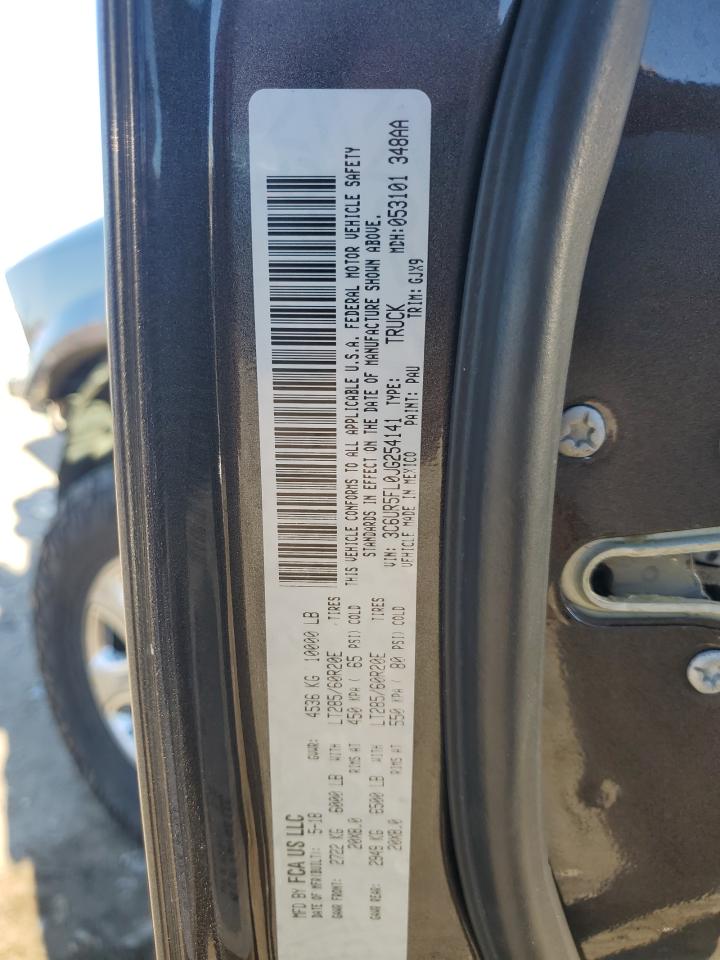 MFD BY FCA US LLC
DATE OF MFR(BUILT): 5-18 GVWR: 4536 KG 10000 LB
GAWR FRONT: 2722 KG 6000 LB WITH LT285/60R20E TIRES
20X8.0 RIMS AT 450 KPA( 65 PSI) COLD
GAWR REAR: 2949 KG 6500 LB WITH LT285/60R20E TIRES
20X8.0 RIMS AT 550 KPA( 80 PSI) COLD
THIS VEHICLE CONFORMS TO ALL APPLICABLE U.S.A. FEDERAL MOTOR VEHICLE SAFETY
STANDARDS IN EFFECT ON THE DATE OF MANUFACTURE SHOWN ABOVE.
VIN: 3C6UR5FL0JG254141 TYPE: TRUCK MDH:053101 348AA
VEHICLE MADE IN MEXICO PAINT: PAU TRIM: GJX9